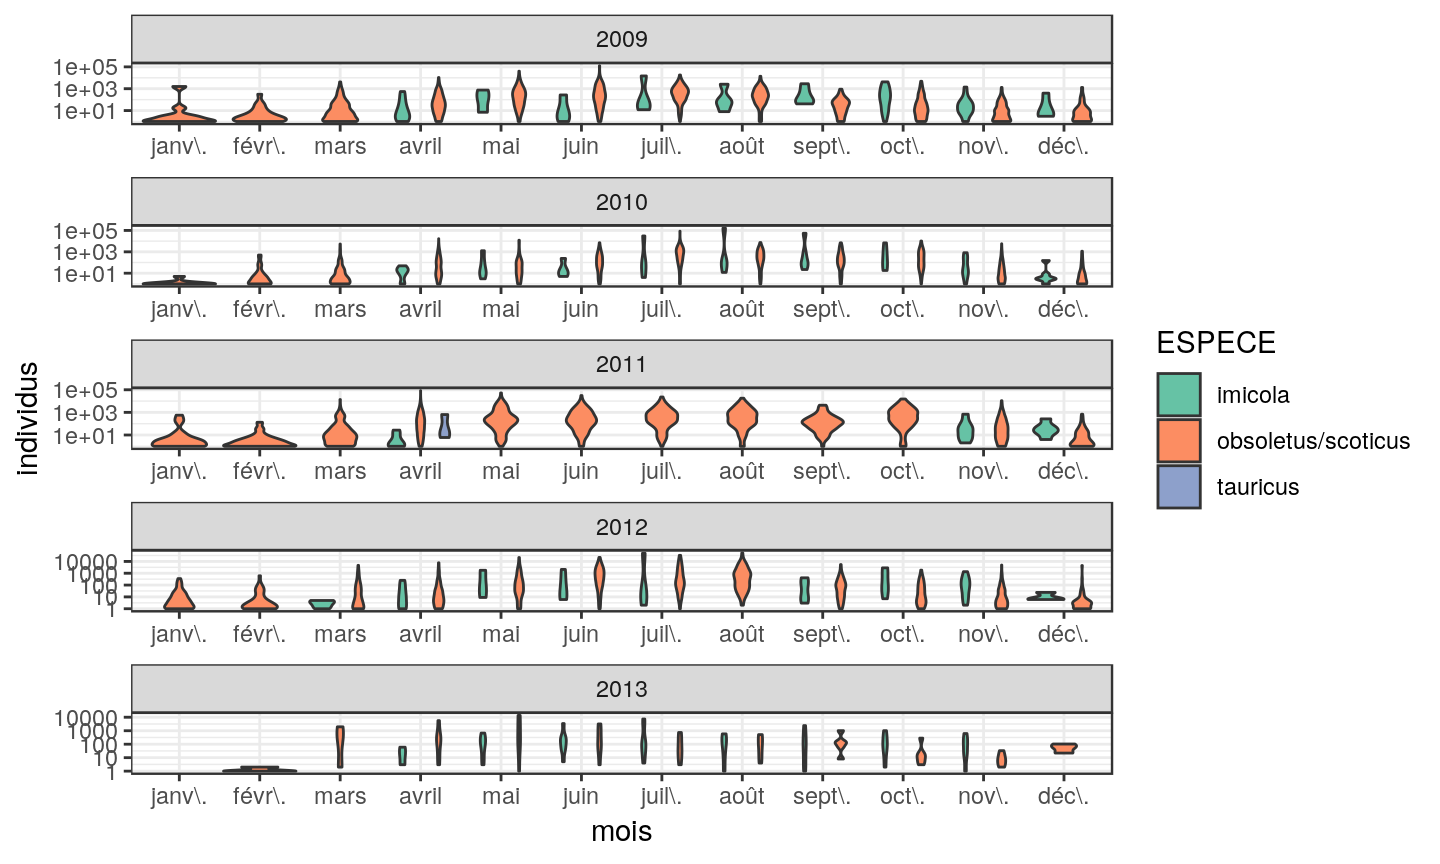 2009
1e+05
1e+03
1e+01
janv\. févr\. mars avril mai juin juil\. août sept\. oct\. nov\. déc\.
2010
1e+05
1e+03
1e+01
janv\. févr\. mars avril mai juin juil\. août sept\. oct\. nov\. déc\.
individus
2011
1e+05
1e+03
1e+01
janv\. févr\. mars avril mai juin juil\. août sept\. oct\. nov\. déc\.
2012
10000
1000
100
10
1
janv\. févr\. mars avril mai juin juil\. août sept\. oct\. nov\. déc\.
2013
10000
1000
100
10
1
janv\. févr\. mars avril mai juin juil\. août sept\. oct\. nov\. déc\.
mois
ESPECE
imicola
obsoletus/scoticus
tauricus